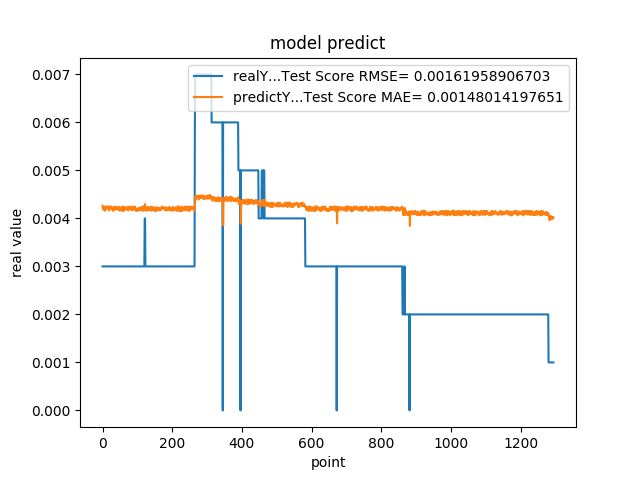 model predict
realY...Test Score RMSE= 0.00161958906703
predictY...Test Score MAE= 0.00148014197651
0.007
0.006
0.005
0.004
0.003
0.002
0.001
0.000
real value
0 200 400 600 800 1000 1200
point